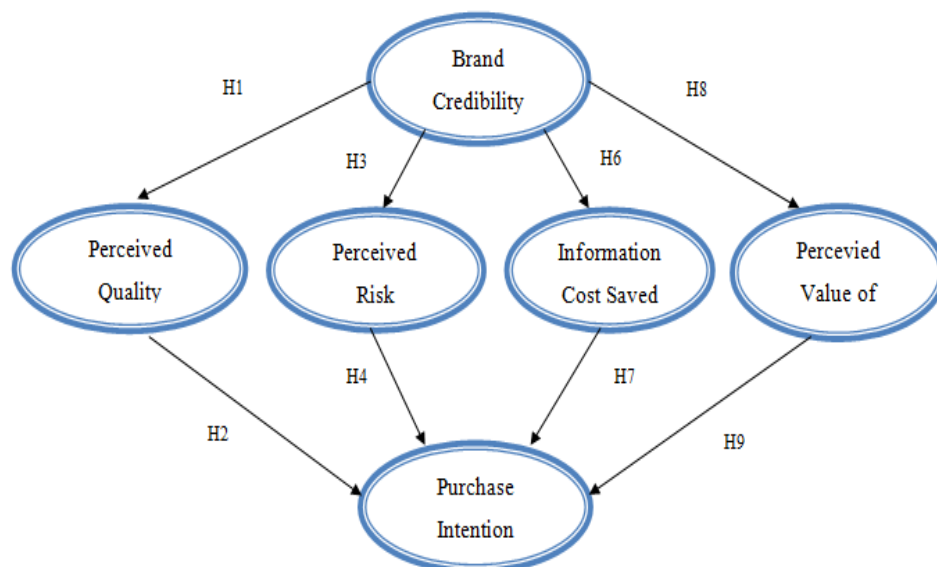 Brand
Credibility
H1
H8
H3
H6
Perceived
Quality
Perceived
Risk
Information
Cost Saved
Percevied
Value of
H4
H7
H2
H9
Purchase
Intention